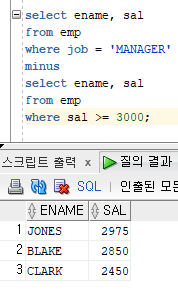 select ename, sal
from emp
where job = 'MANAGER'
minus
select ename, sal
from emp
where sal >= 3000;
스크립트 출력 × 질의 결과
SQL | 인출된 모든
ENAME SAL
1 JONES 2975
2 BLAKE 2850
3 CLARK 2450